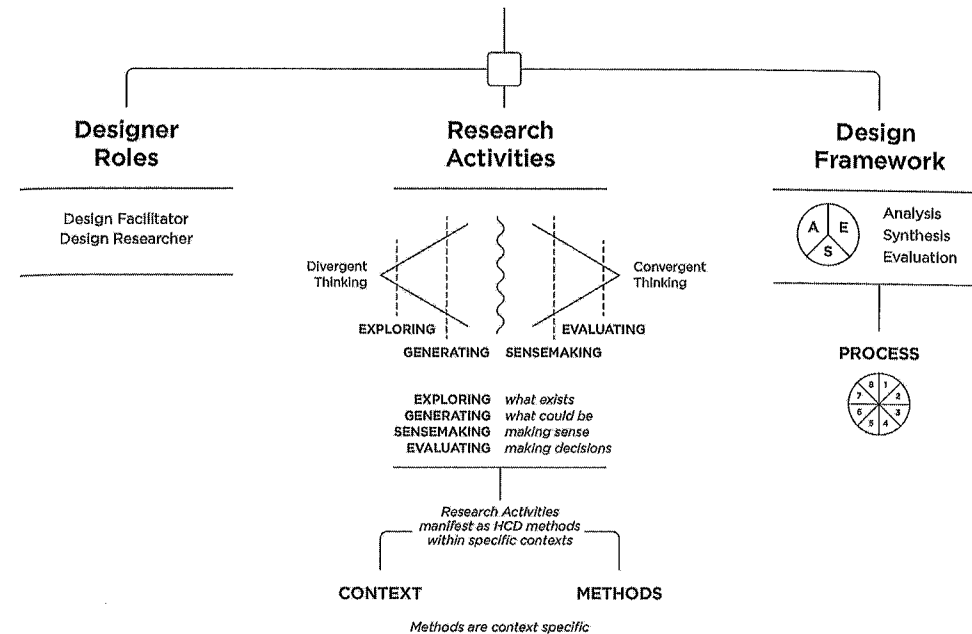 Designer
Roles
Design Facilitator
Design Researcher
Research
Activities
Divergent
Thinking
Convergent
Thinking
EXPLORING
EVALUATING
GENERATING
SENSEMAKING
EXPLORING what exists
GENERATING what could be
SENSEMAKING making sense
EVALUATING making decisions
Research Activities
manifest as HCD methods
within specific contexts
CONTEXT
METHODS
Methods are context specific
Design
Framework
A
E
S
Analysis
Synthesis
Evaluation
PROCESS
8
1
7
2
6
3
5
4